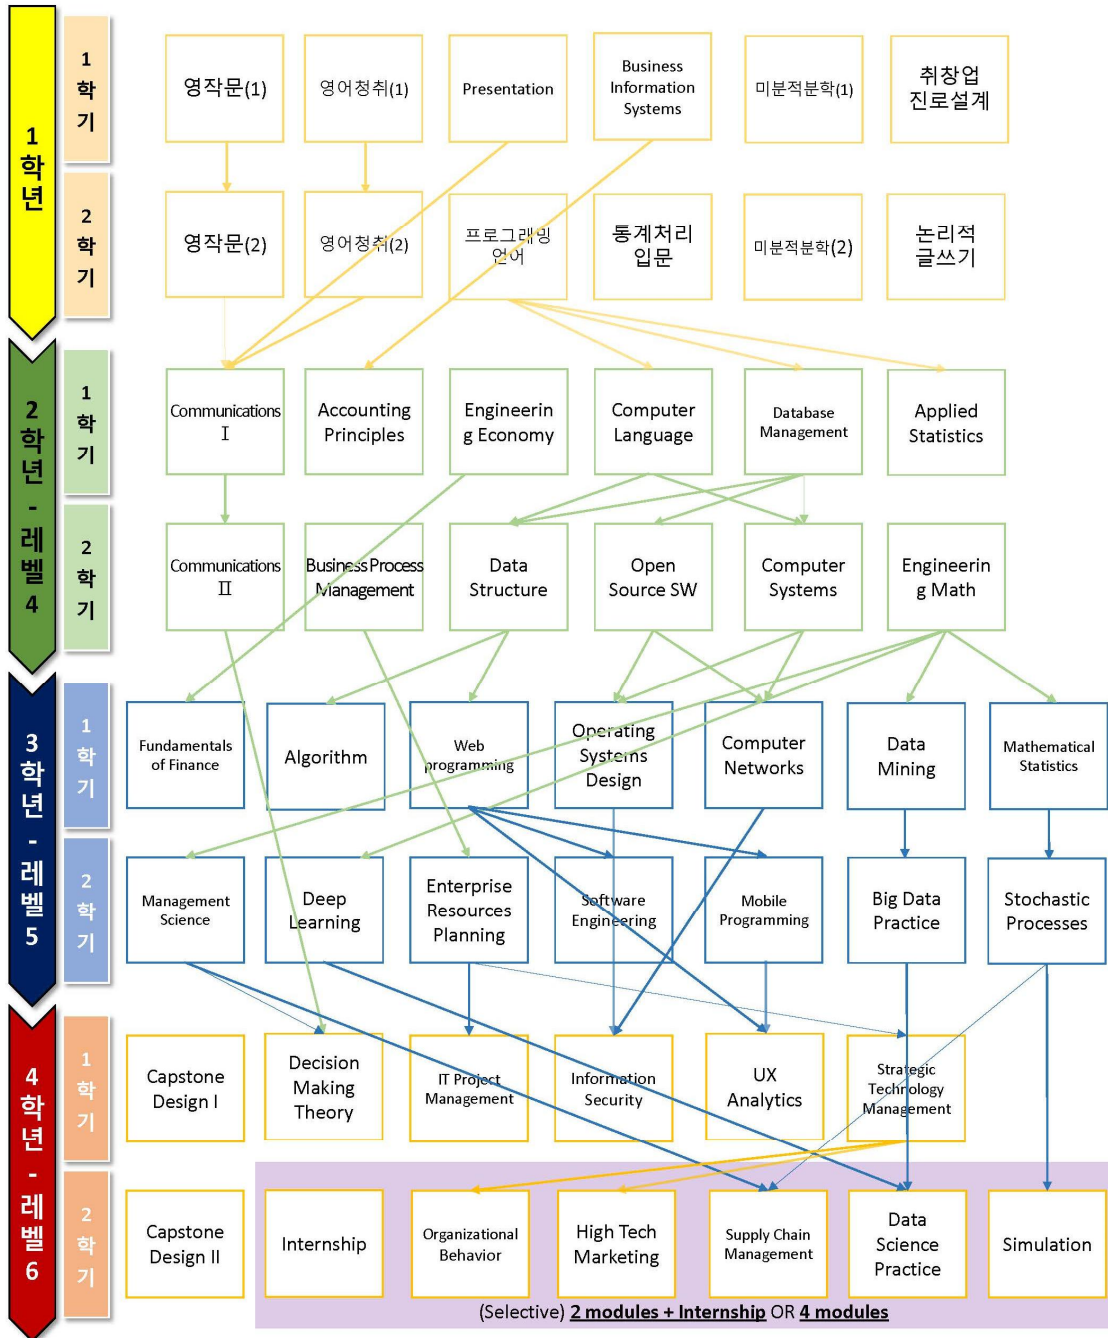 1
학
년
1
학
기
영작문(1)
영어청취(1)
Presentation
Business
Information
Systems
미분적분학(1)
취창업
진로설계
2
학
기
영작문(2)
영어청취(2)
프로그래밍
언어
통계처리
입문
미분적분학(2)
논리적
글쓰기
2
학
년
-
레
벨
4
1
학
기
Communications
Ⅰ
Accounting
Principles
Engineerin
g Economy
Computer
Language
Database
Management
Applied
Statistics
2
학
기
Communications
Ⅱ
Business Process
Management
Data
Structure
Open
Source SW
Computer
Systems
Engineerin
g Math
3
학
년
-
레
벨
5
1
학
기
Fundamentals
of Finance
Algorithm
Web
programming
Operating
Systems
Design
Computer
Networks
Data
Mining
Mathematical
Statistics
2
학
기
Management
Science
Deep
Learning
Enterprise
Resources
Planning
Software
Engineering
Mobile
Programming
Big Data
Practice
Stochastic
Processes
4
학
년
-
레
벨
6
1
학
기
Capstone
Design I
Decision
Making
Theory
IT Project
Management
Information
Security
UX
Analytics
Strategic
Technology
Management
2
학
기
Capstone
Design II
Internship
Organizational
Behavior
High Tech
Marketing
Supply Chain
Management
Data
Science
Practice
Simulation
(Selective) 2 modules + Internship OR 4 modules